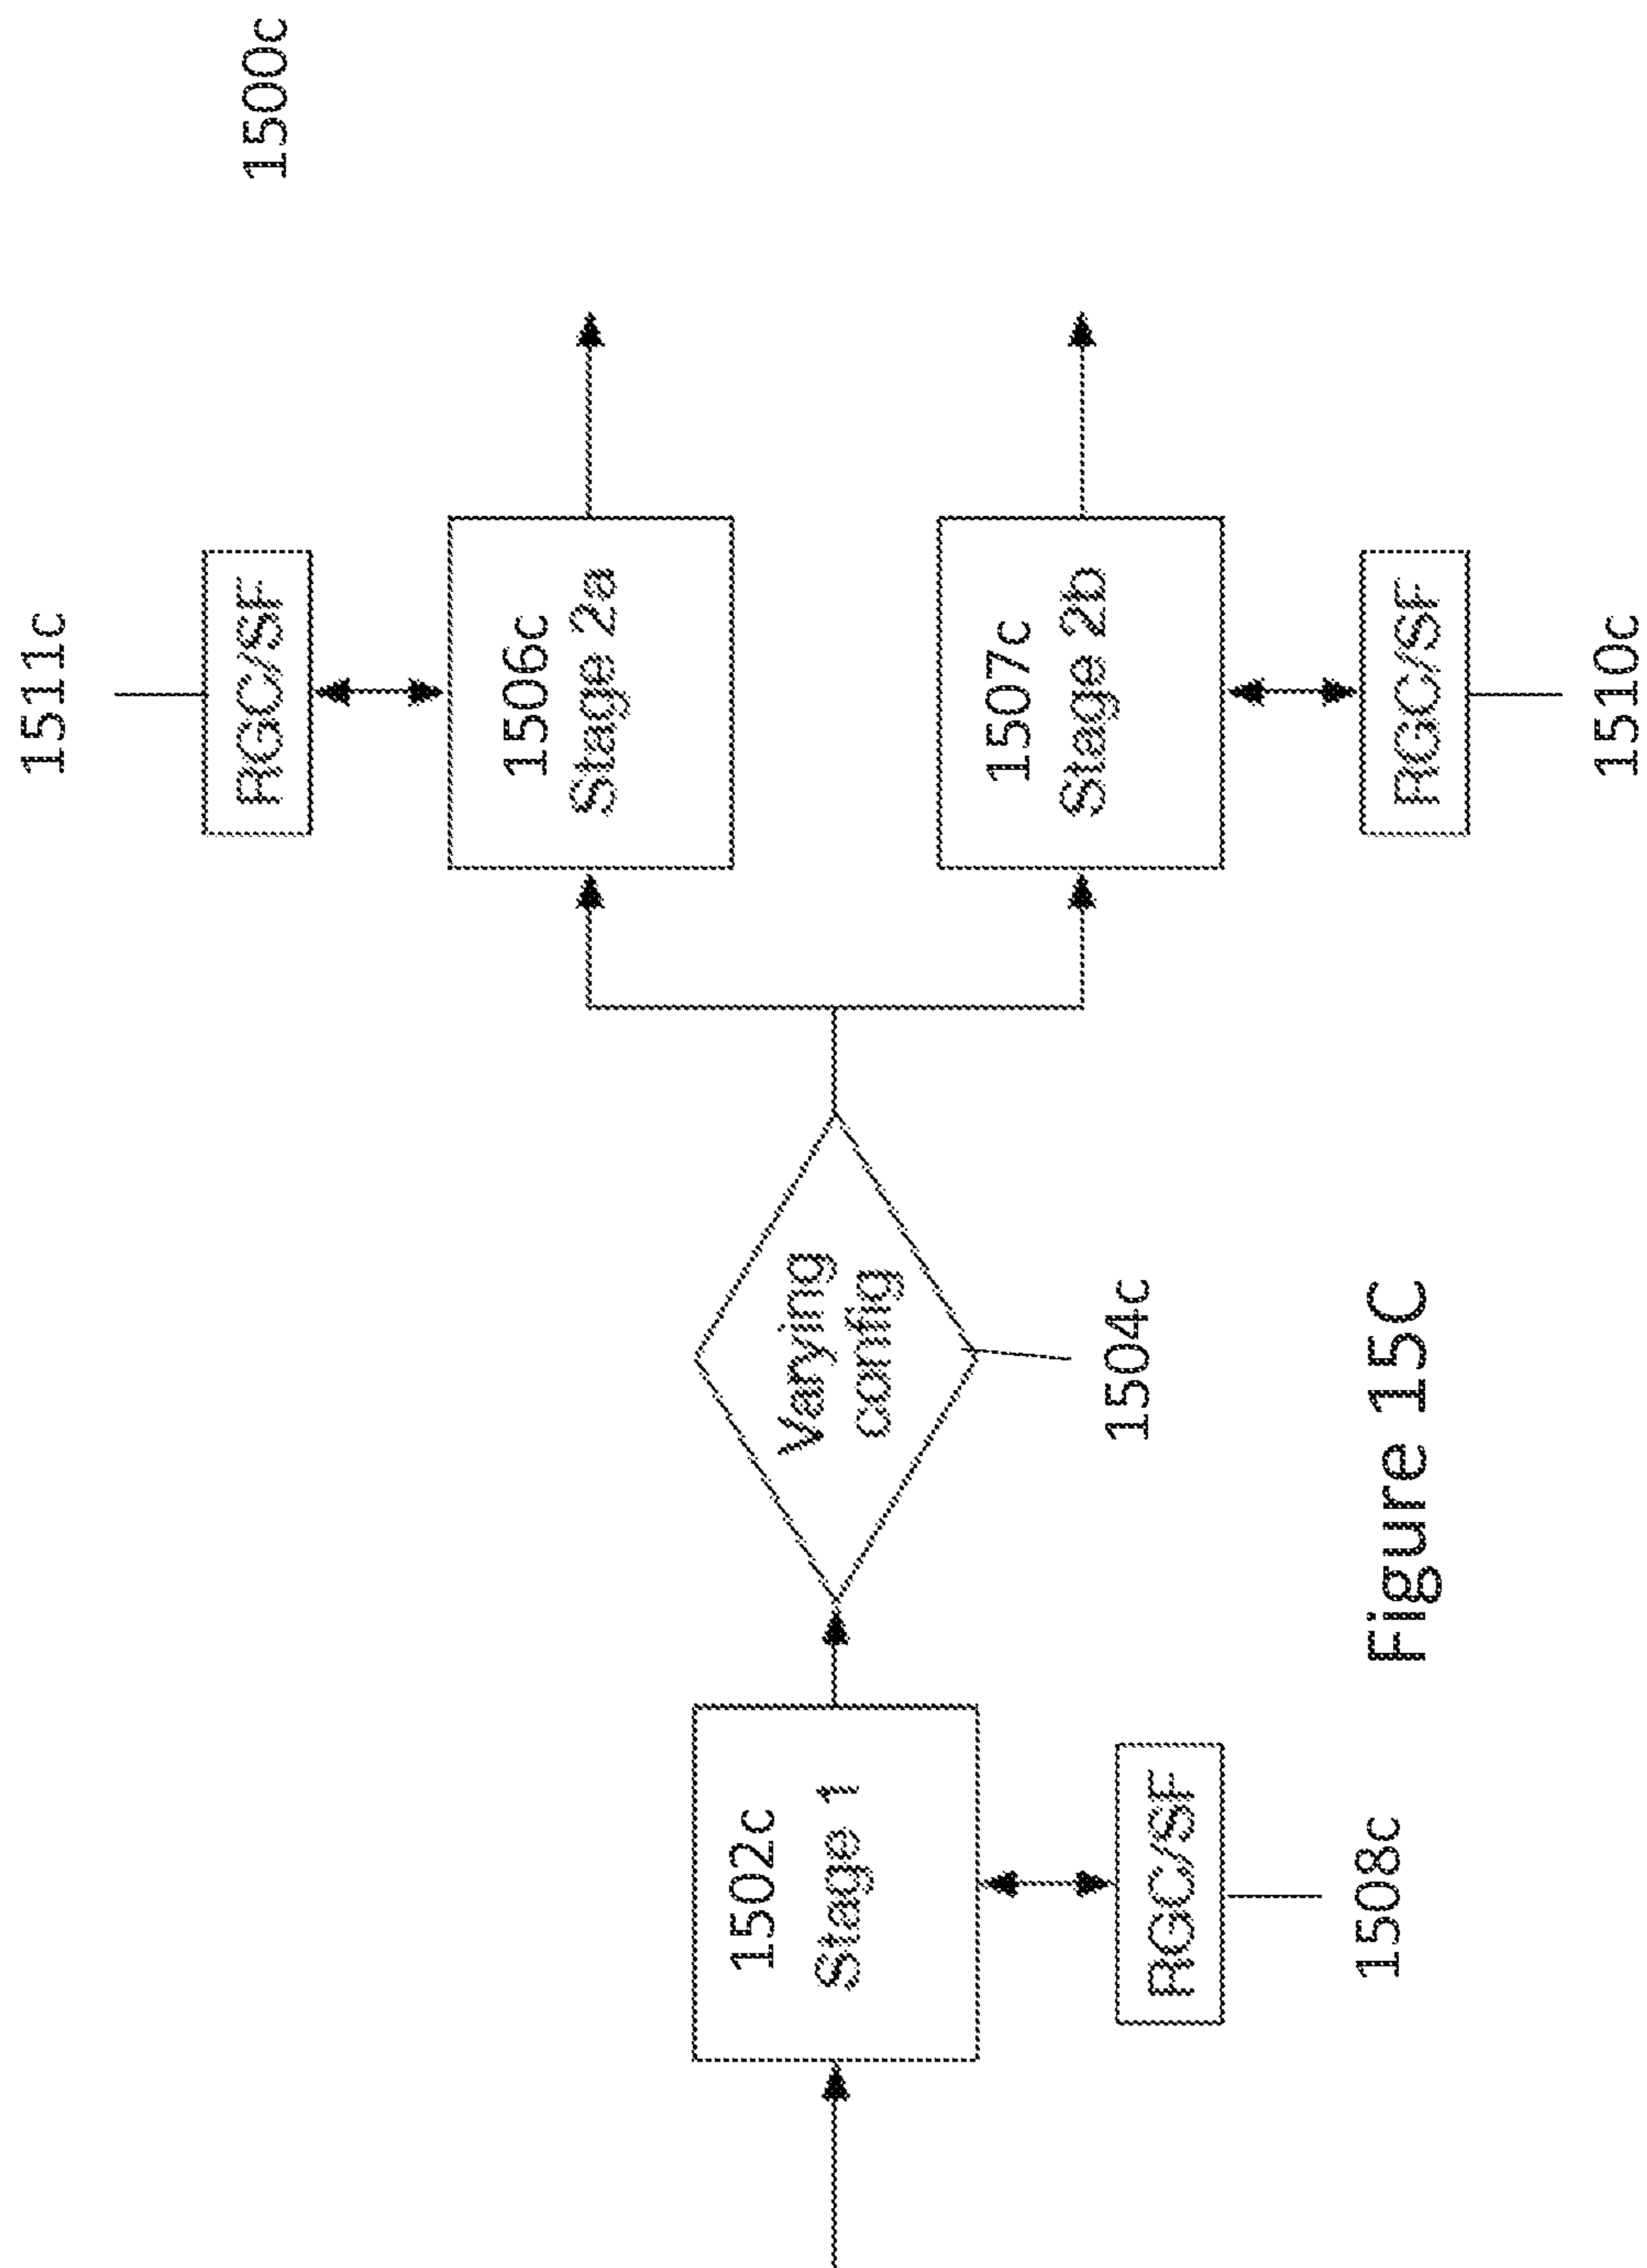 1500c
1511c
RGC/SF
1506c
Stage 2a
1502c
Stage 1
Varying
config
1507c
Stage 2b
1504c
RGC/SF
RGC/SF
1508c
1510c
Figure 15C